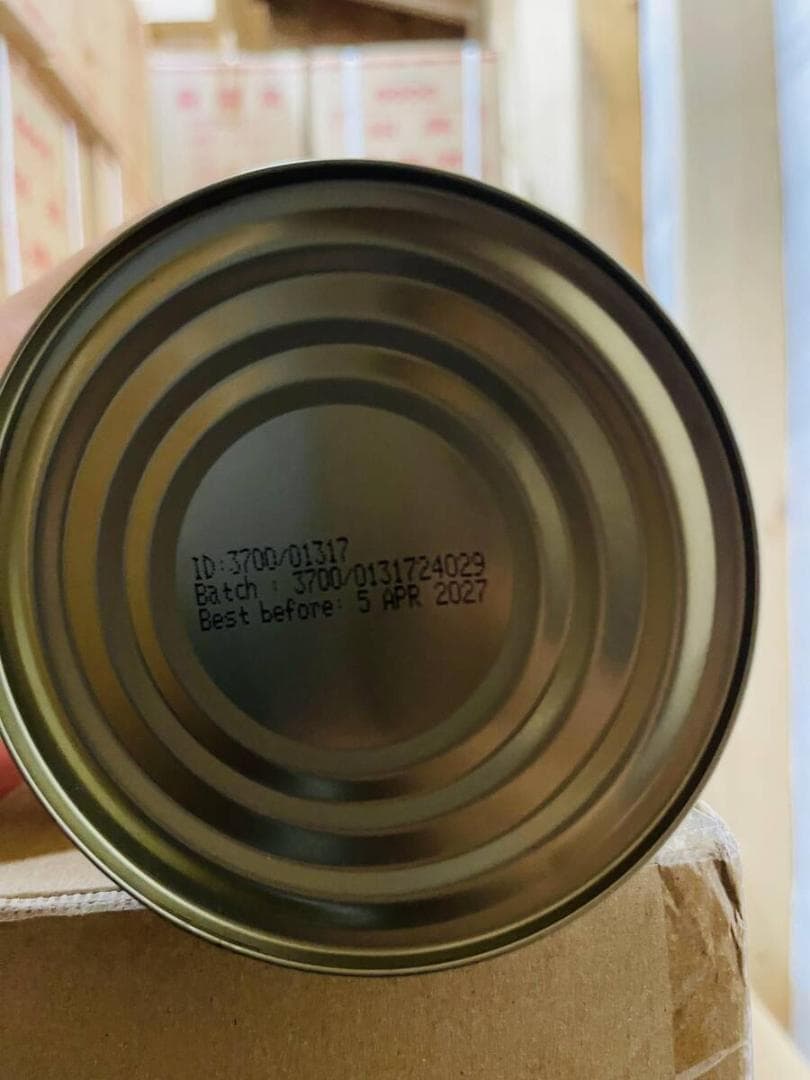 ID:3700/01317
Batch : 3700/0131724029
Best before: 5 APR 2027